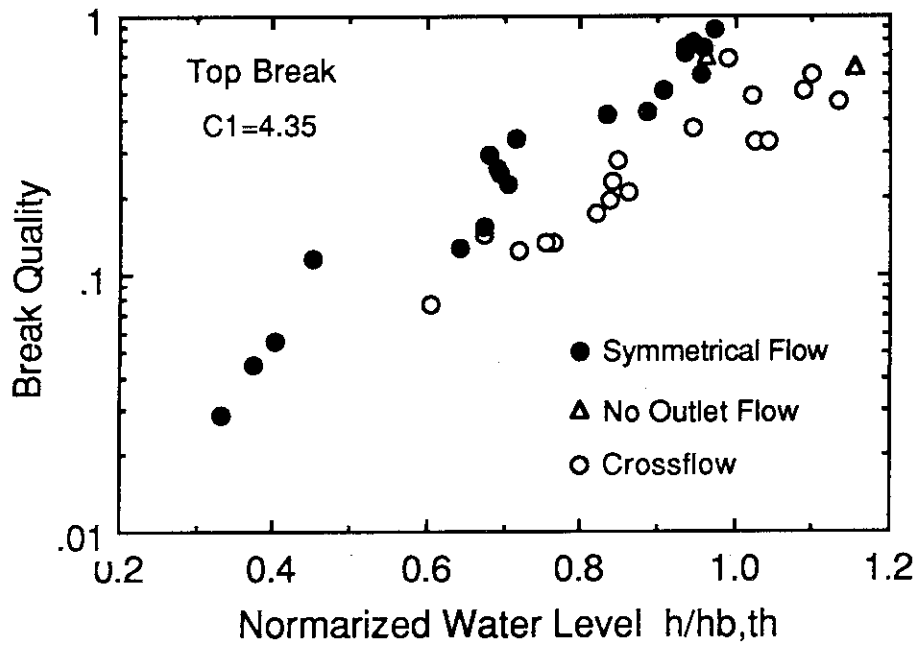 1
Top Break
C1=4.35
Break Quality
.1
Symmetrical Flow
No Outlet Flow
Crossflow
.01
0.2 0.4 0.6 0.8 1.0 1.2
Normarized Water Level h/hb,th